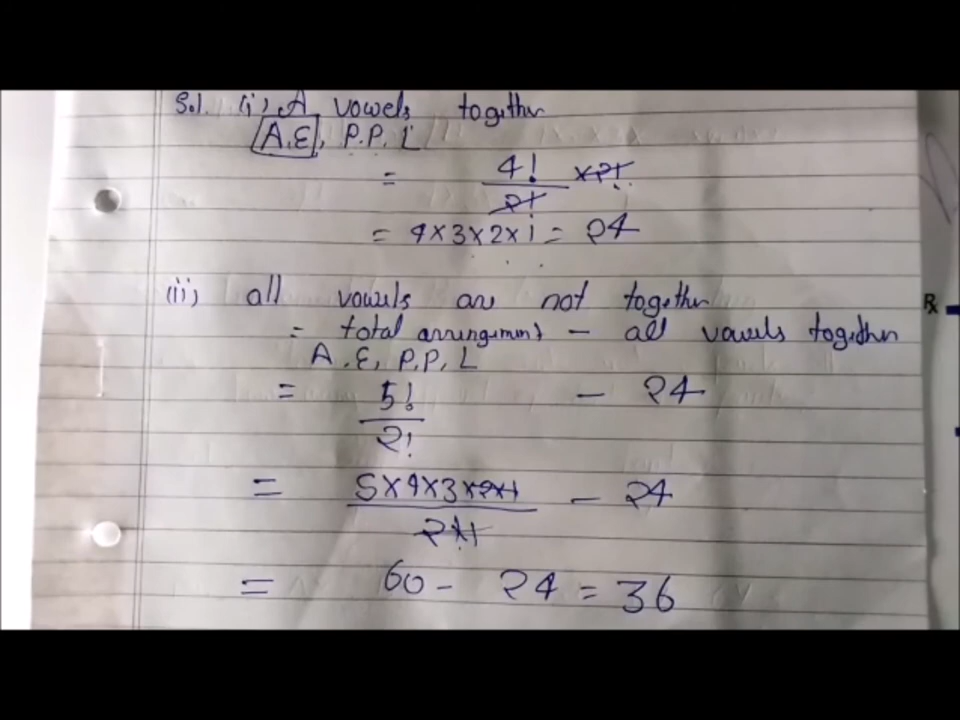 Sol. (i) A vowels together
A.E, P.P. L
= 4!/2! ×2!
= 4×3×2×1 = 24
(ii) all vowels are not together
= total arrangement - all vowels together
A.E, P.P, L
= 5!/2! - 24
= 5×4×3×2×1/2×1 - 24
= 60 - 24 = 36
℞